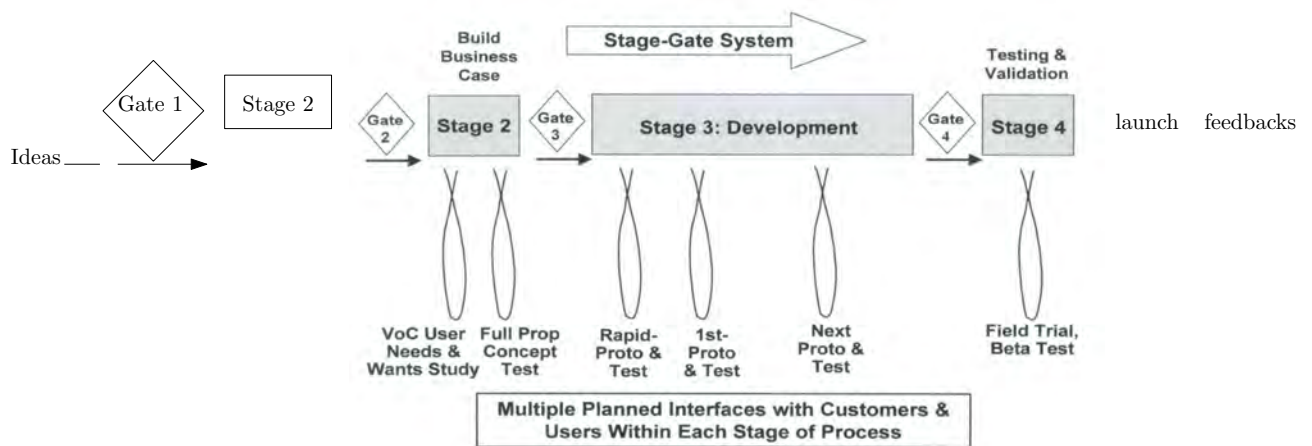 Build
Business
Case
Stage-Gate System
Testing &
Validation
Gate 1
Stage 2
Gate
2
Stage 2
Gate
3
Stage 3: Development
Gate
4
Stage 4
launch feedbacks
Ideas
VoC User
Needs &
Wants Study
Full Prop
Concept
Test
Rapid-
Proto &
Test
1st-
Proto
& Test
Next
Proto &
Test
Field Trial,
Beta Test
Multiple Planned Interfaces with Customers &
Users Within Each Stage of Process